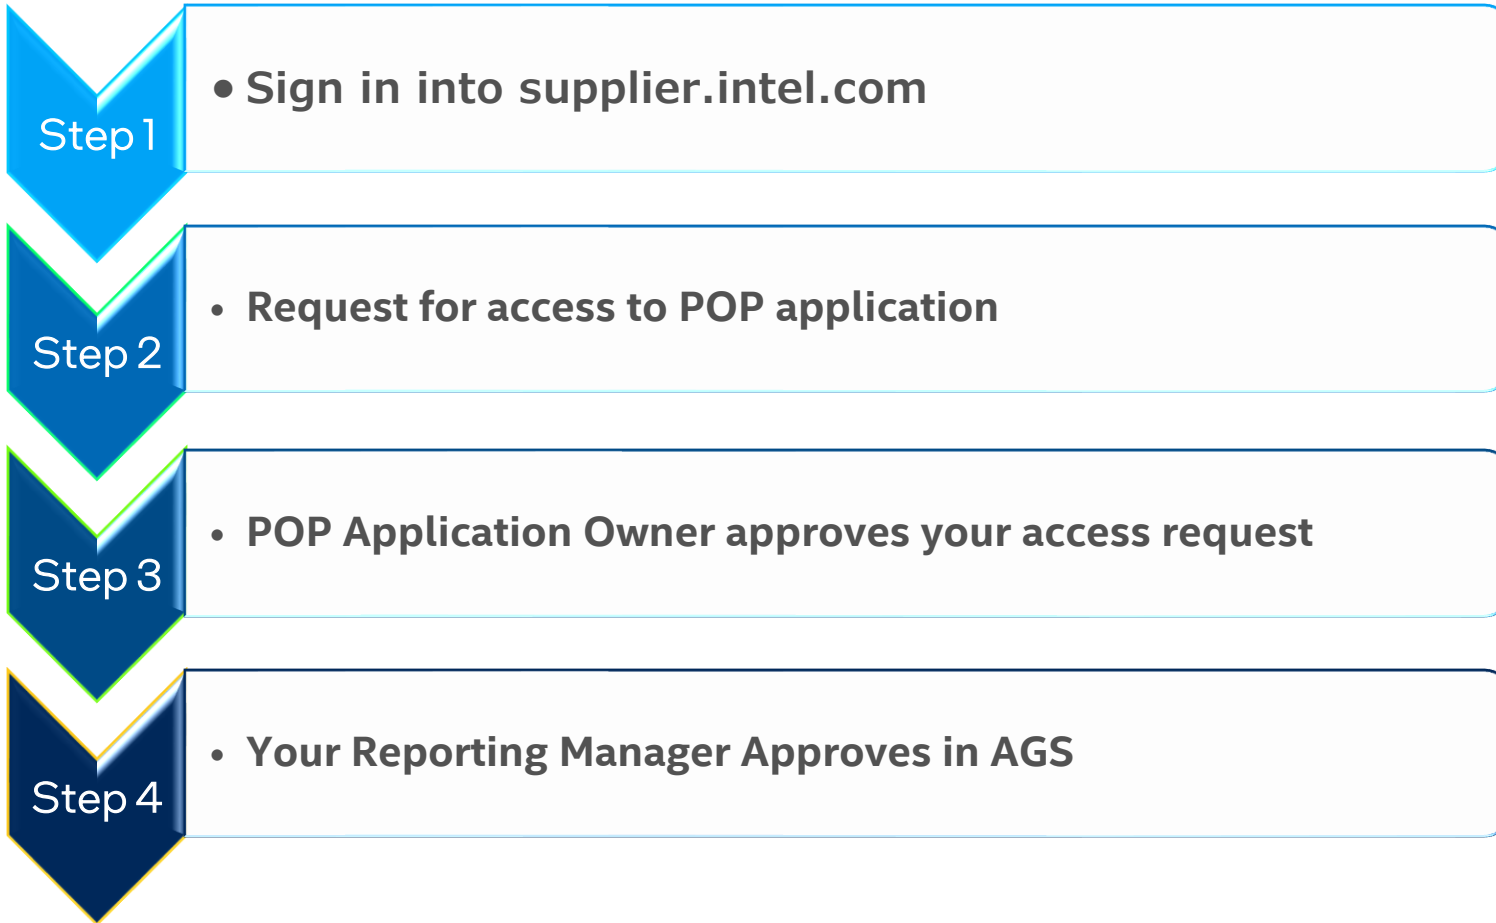 Step 1
• Sign in into supplier.intel.com
Step 2
• Request for access to POP application
Step 3
• POP Application Owner approves your access request
Step 4
• Your Reporting Manager Approves in AGS